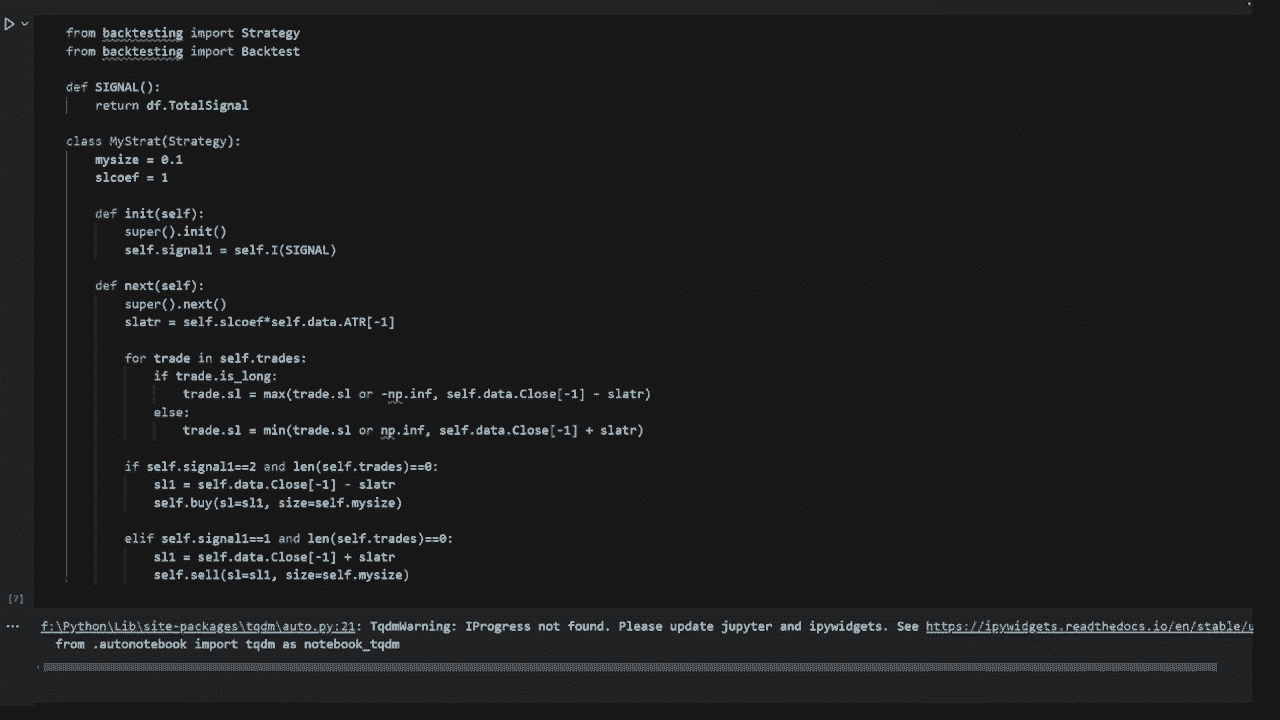 from backtesting import Strategy
from backtesting import Backtest
def SIGNAL():
return df.TotalSignal
class MyStrat(Strategy):
mysize = 0.1
slcoef = 1
def init(self):
super().init()
self.signal1 = self.I(SIGNAL)
def next(self):
super().next()
slatr = self.slcoef*self.data.ATR[-1]
for trade in self.trades:
if trade.is_long:
trade.sl = max(trade.sl or -np.inf, self.data.Close[-1] - slatr)
else:
trade.sl = min(trade.sl or np.inf, self.data.Close[-1] + slatr)
if self.signal1==2 and len(self.trades)==0:
sl1 = self.data.Close[-1] - slatr
self.buy(sl=sl1, size=self.mysize)
elif self.signal1==1 and len(self.trades)==0:
sl1 = self.data.Close[-1] + slatr
self.sell(sl=sl1, size=self.mysize)
[7]
f:\Python\Lib\site-packages\tqdm\auto.py:21: TqdmWarning: IProgress not found. Please update jupyter and ipywidgets. See https://ipywidgets.readthedocs.io/en/stable/u
from .autonotebook import tqdm as notebook_tqdm